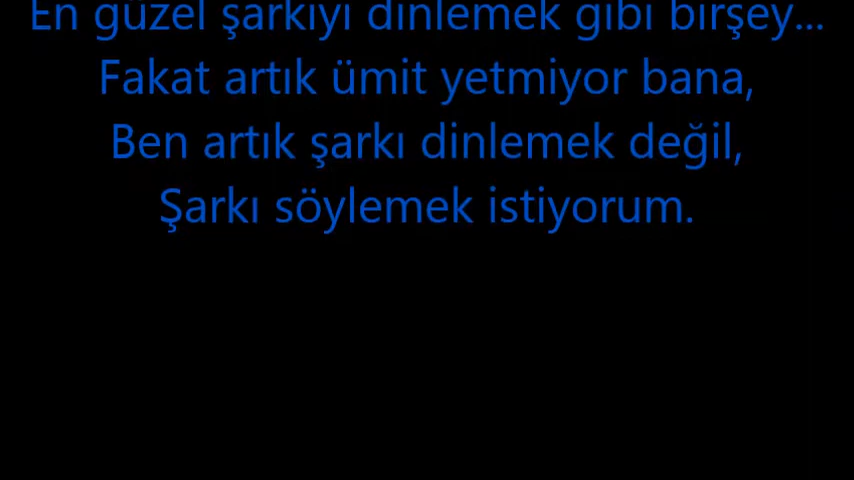 En güzel şarkıyı dinlemek gibi birşey...
Fakat artık ümit yetmiyor bana,
Ben artık şarkı dinlemek değil,
Şarkı söylemek istiyorum.